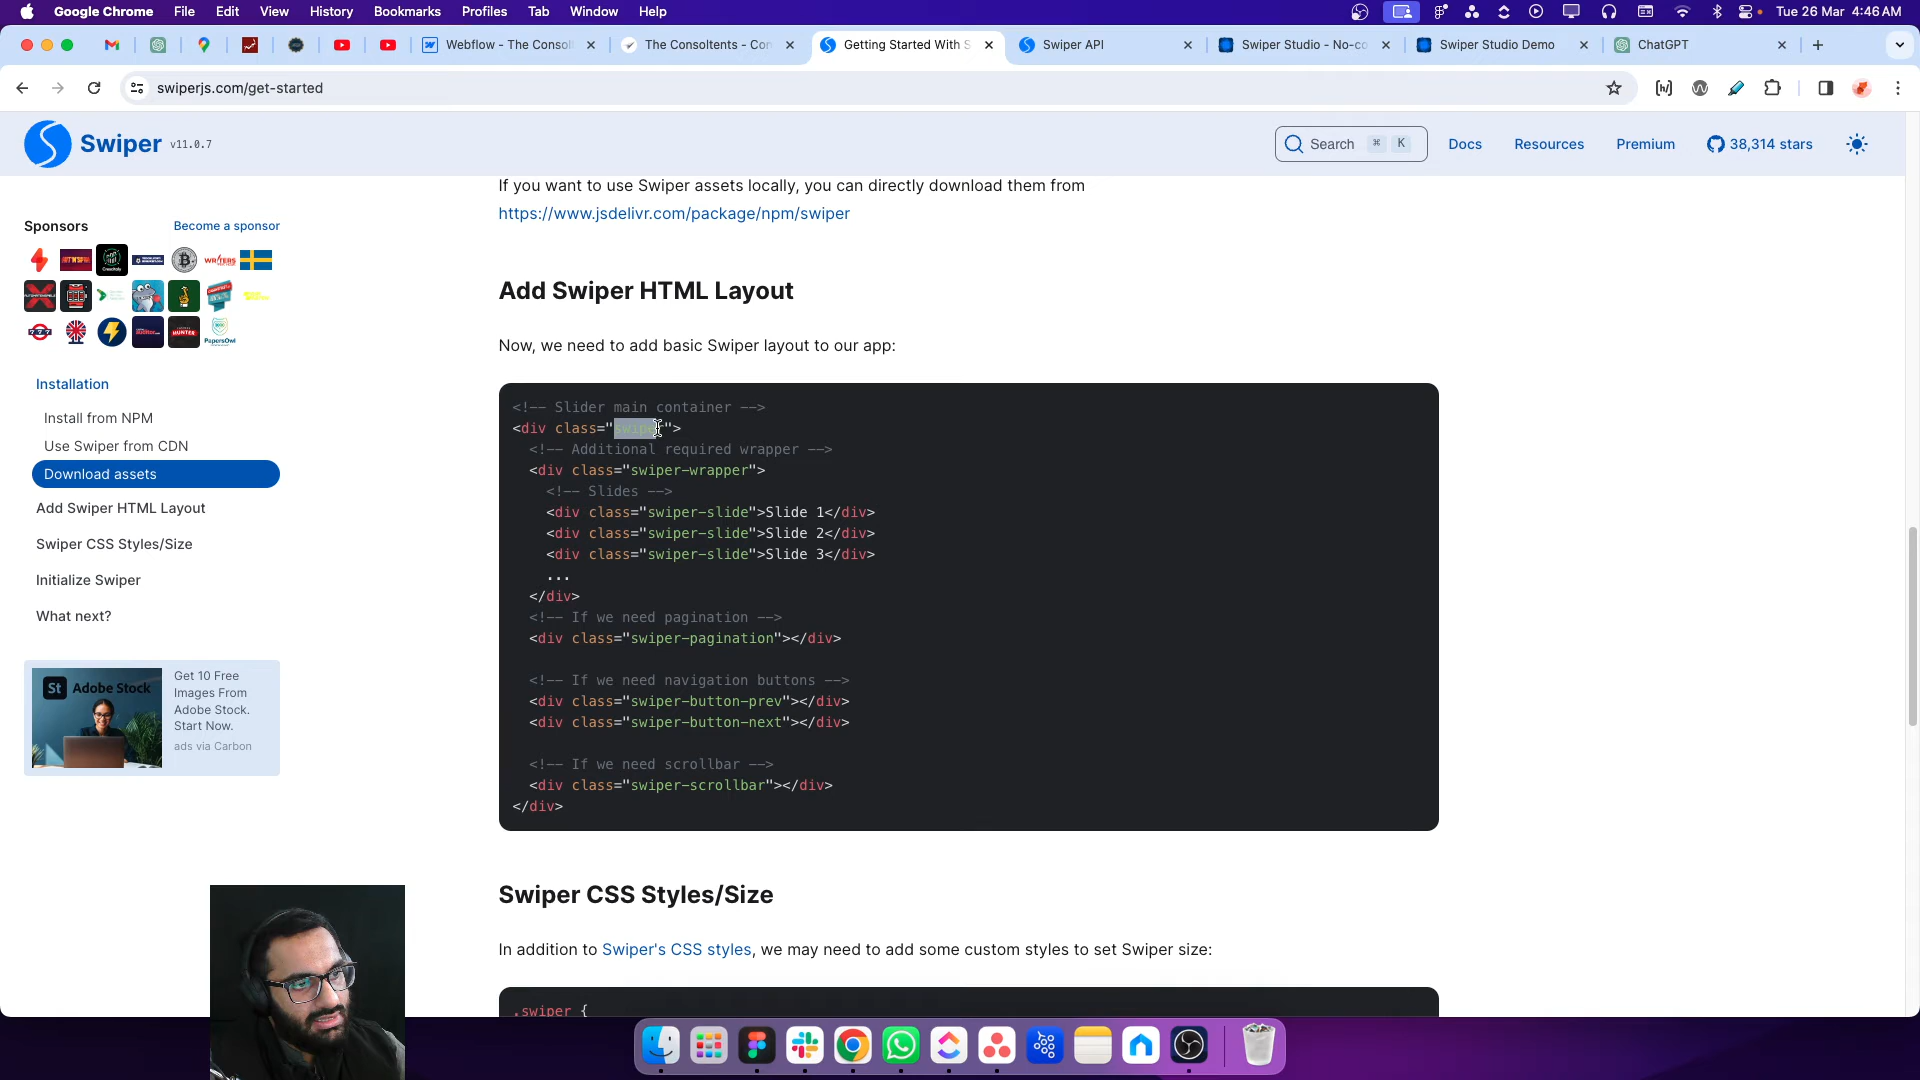 Google Chrome File Edit View History Bookmarks Profiles Tab Window Help Tue 26 Mar 4:46 AM
Webflow - The Consolt The Consoltents - Con Getting Started With S Swiper API Swiper Studio - No-co Swiper Studio Demo ChatGPT
swiperjs.com/get-started
Swiper v11.0.7 Search ⌘ K Docs Resources Premium 38,314 stars
If you want to use Swiper assets locally, you can directly download them from
https://www.jsdelivr.com/package/npm/swiper
Sponsors Become a sponsor
Installation
Install from NPM
Use Swiper from CDN
Download assets
Add Swiper HTML Layout
Swiper CSS Styles/Size
Initialize Swiper
What next?
St Adobe Stock
Get 10 Free
Images From
Adobe Stock.
Start Now.
ads via Carbon
Add Swiper HTML Layout
Now, we need to add basic Swiper layout to our app:
<!-- Slider main container -->
<div class="swiper">
<!-- Additional required wrapper -->
<div class="swiper-wrapper">
<!-- Slides -->
<div class="swiper-slide">Slide 1</div>
<div class="swiper-slide">Slide 2</div>
<div class="swiper-slide">Slide 3</div>
...
</div>
<!-- If we need pagination -->
<div class="swiper-pagination"></div>
<!-- If we need navigation buttons -->
<div class="swiper-button-prev"></div>
<div class="swiper-button-next"></div>
<!-- If we need scrollbar -->
<div class="swiper-scrollbar"></div>
</div>
Swiper CSS Styles/Size
In addition to Swiper's CSS styles, we may need to add some custom styles to set Swiper size:
.swiper {